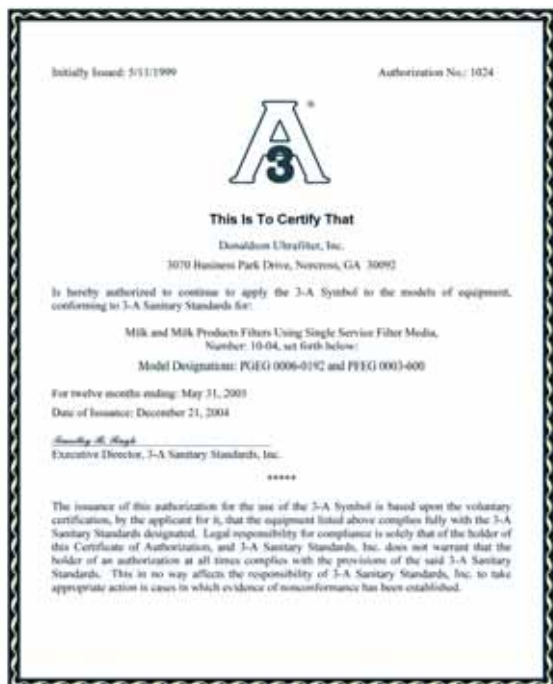 Initially Issued: 5/11/1999 Authorization No.: 1024
A
3
®
This Is To Certify That
Donaldson Ultrafilter, Inc.
3070 Business Park Drive, Norcross, GA 30092
Is hereby authorized to continue to apply the 3-A Symbol to the models of equipment,
conforming to 3-A Sanitary Standards for:
Milk and Milk Products Filters Using Single Service Filter Media,
Number: 10-04, set forth below:
Model Designations: PGEG 0006-0192 and PFEG 0003-600
For twelve months ending: May 31, 2005
Date of Issuance: December 21, 2004
Executive Director, 3-A Sanitary Standards, Inc.
*****
The issuance of this authorization for the use of the 3-A Symbol is based upon the voluntary
certification, by the applicant for it, that the equipment listed above complies fully with the 3-A
Sanitary Standards designated. Legal responsibility for compliance is solely that of the holder of
this Certificate of Authorization, and 3-A Sanitary Standards, Inc. does not warrant that the
holder of an authorization at all times complies with the provisions of the said 3-A Sanitary
Standards. This in no way affects the responsibility of 3-A Sanitary Standards, Inc. to take
appropriate action in cases in which evidence of nonconformance has been established.